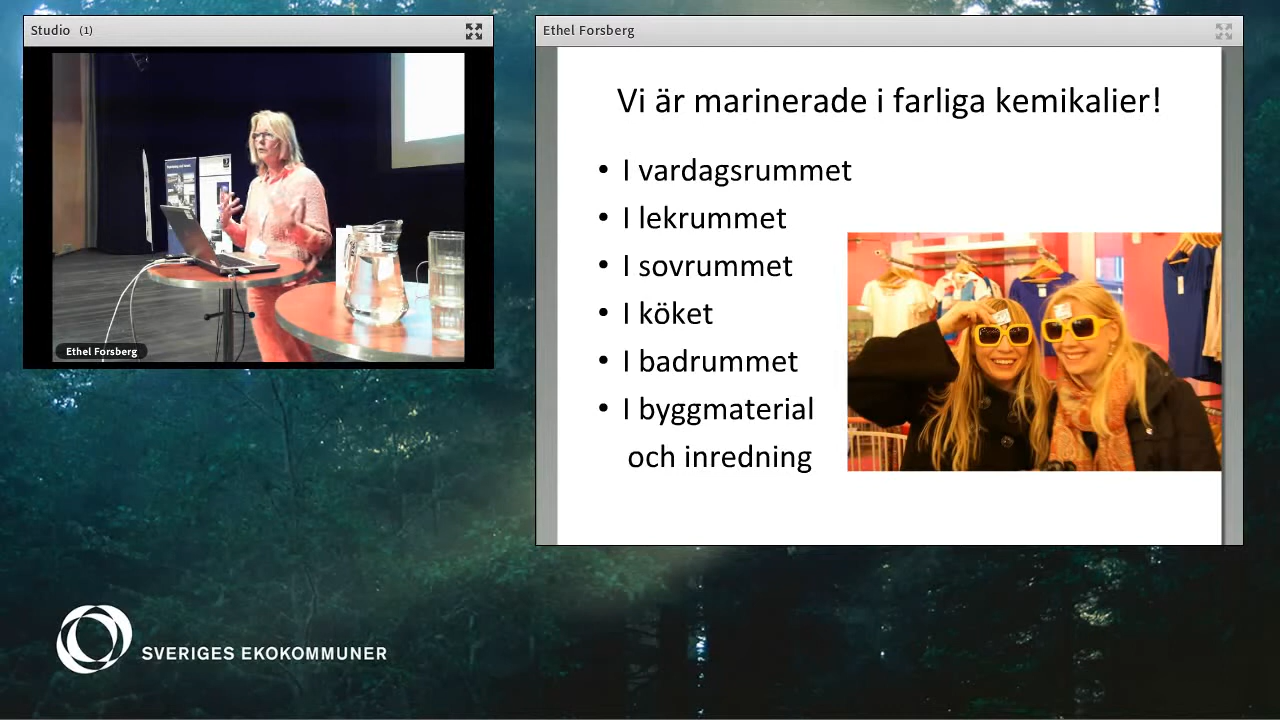 Studio (1)
Ethel Forsberg
Ethel Forsberg
Vi är marinerade i farliga kemikalier!
• I vardagsrummet
• I lekrummet
• I sovrummet
• I köket
• I badrummet
• I byggmaterial
och inredning
SVERIGES EKOKOMMUNER